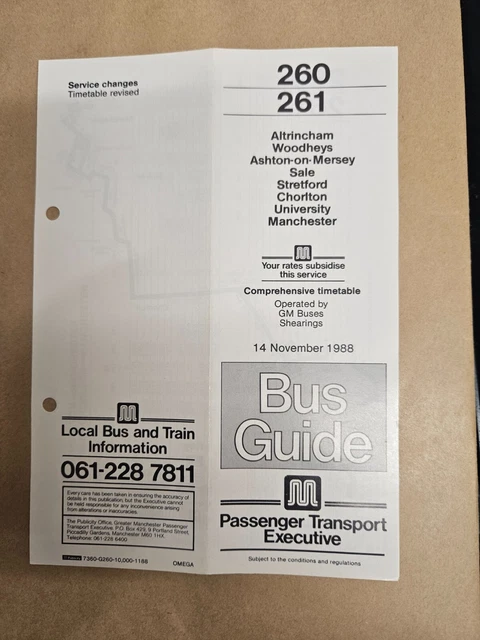 Service changes
Timetable revised
Local Bus and Train
Information
061-228 7811
Every care has been taken in ensuring the accuracy of
details in this publication, but the Executive cannot
be held responsible for any inconvenience arising
from alterations or inaccuracies.
The Publicity Office, Greater Manchester Passenger
Transport Executive, P.O. Box 429, 9 Portland Street,
Piccadilly Gardens, Manchester M60 1HX.
Telephone: 061-228 6400
7360-G260-10,000-1188
OMEGA
260
261
Altrincham
Woodheys
Ashton-on-Mersey
Sale
Stretford
Chorlton
University
Manchester
Your rates subsidise
this service
Comprehensive timetable
Operated by
GM Buses
Shearings
14 November 1988
Bus
Guide
Passenger Transport
Executive
Subject to the conditions and regulations